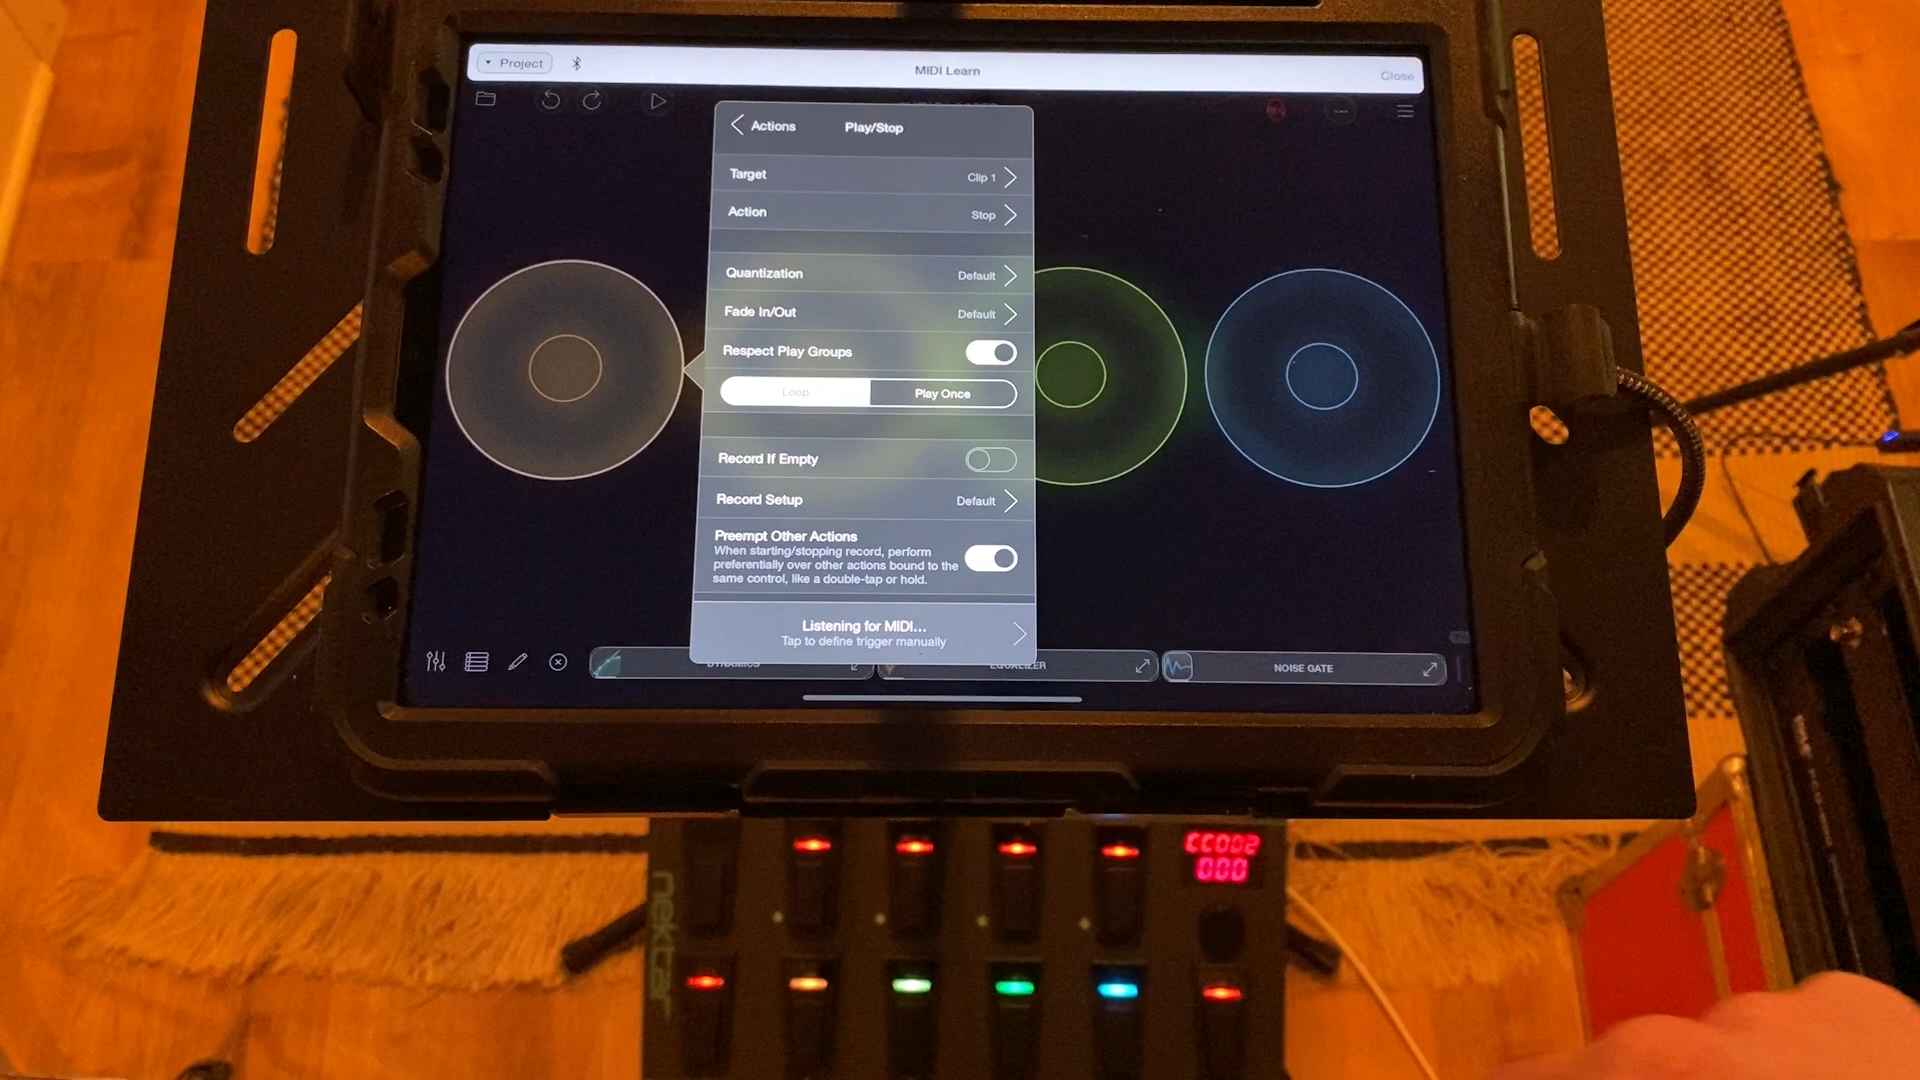 Project
MIDI Learn
Close
Actions
Play/Stop
Target
Clip 1
Action
Stop
Quantization
Default
Fade In/Out
Default
Respect Play Groups
Loop
Play Once
Record If Empty
Record Setup
Default
Preempt Other Actions
When starting/stopping record, perform
preferentially over other actions bound to the
same control, like a double-tap or hold.
Listening for MIDI...
Tap to define trigger manually
DYNAMICS
EQUALIZER
NOISE GATE
CC002
000
nektar